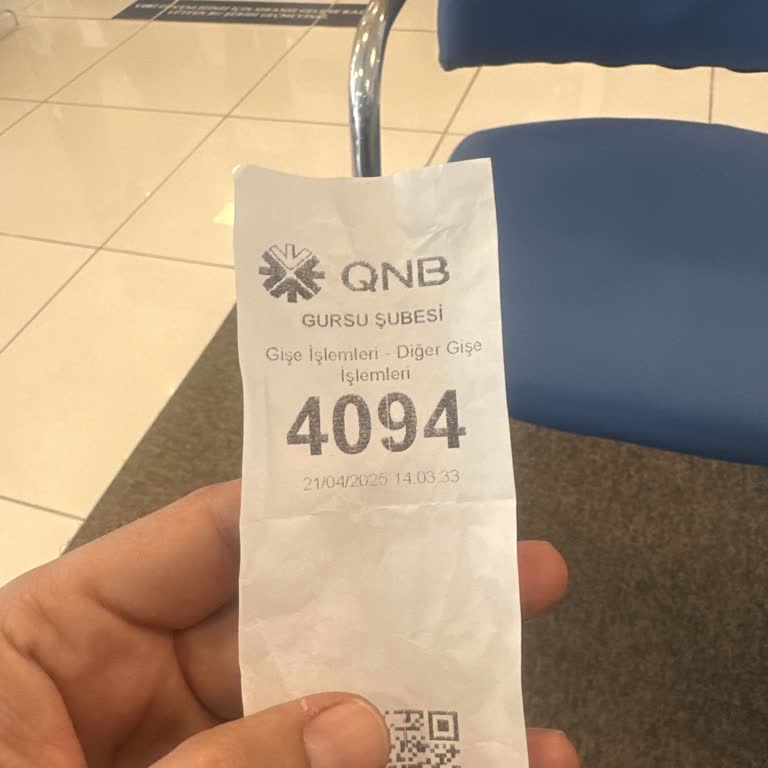 QNB
GURSU ŞUBESİ
Gişe İşlemleri - Diğer Gişe
İşlemleri
4094
21/04/2025 14:03:33